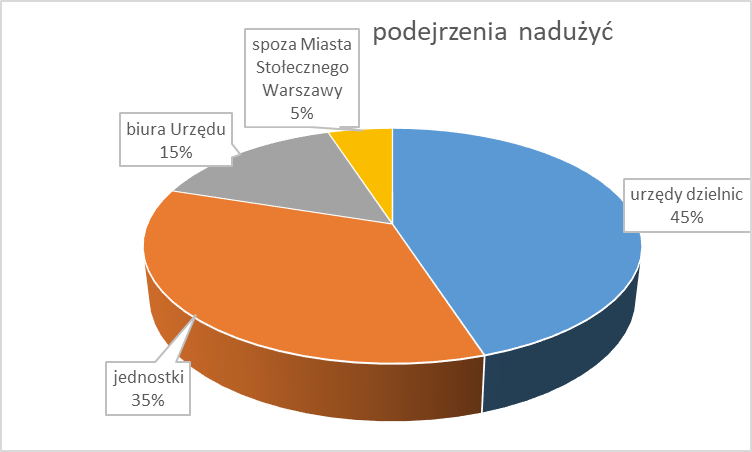 podejrzenia nadużyć
spoza Miasta
Stołecznego
Warszawy
5%
biura Urzędu
15%
urzędy dzielnic
45%
jednostki
35%